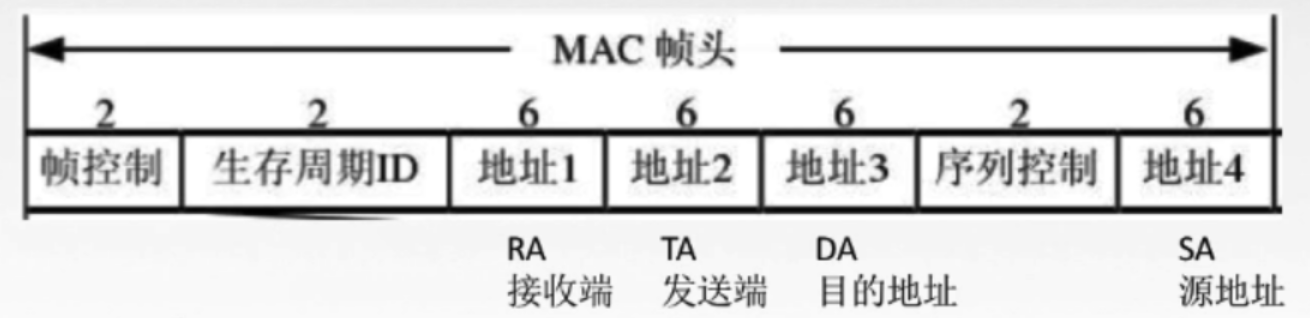 MAC 帧头
2 2 6 6 6 2 6
帧控制 生存周期ID 地址1 地址2 地址3 序列控制 地址4
RA TA DA SA
接收端 发送端 目的地址 源地址